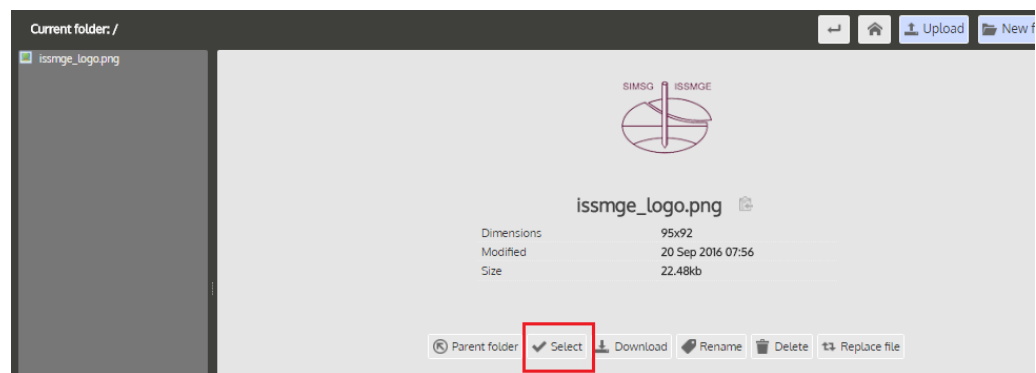 Current folder: /
Upload
New f
issmge_logo.png
SIMSG ISSMGE
issmge_logo.png
Dimensions 95x92
Modified 20 Sep 2016 07:56
Size 22.48kb
Parent folder Select Download Rename Delete Replace file